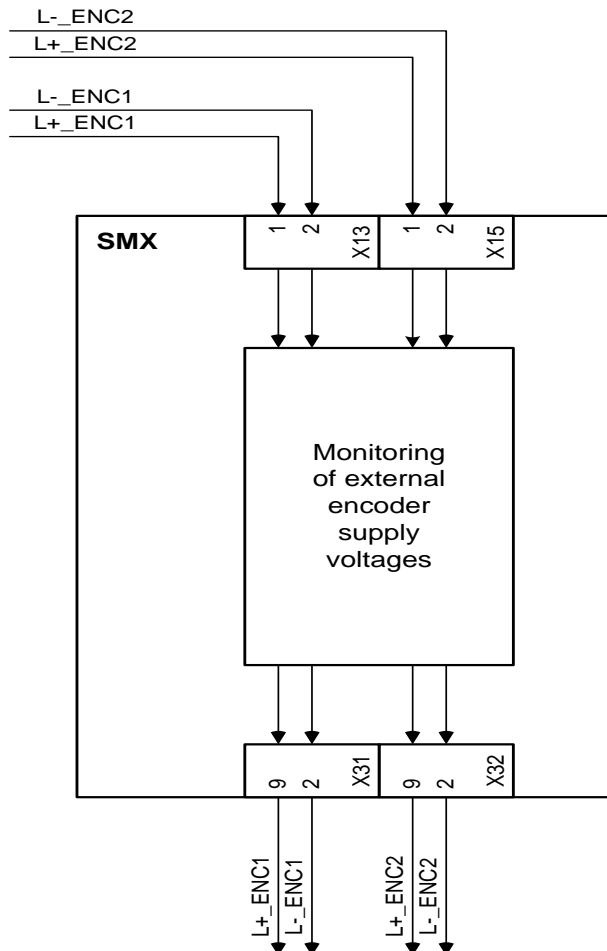 L-_ENC2
L+_ENC2
L-_ENC1
L+_ENC1
SMX
1 2 X13 1 2 X15
Monitoring
of external
encoder
supply
voltages
9 2 X31 9 2 X32
L+_ENC1 L-_ENC1 L+_ENC2 L-_ENC2